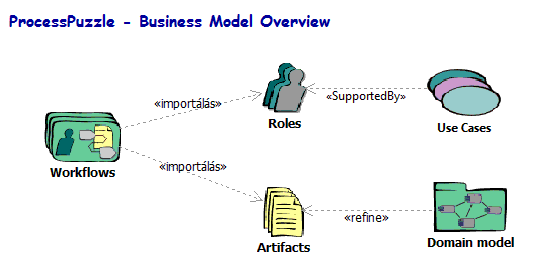 ProcessPuzzle - Business Model Overview
«importálás»
«SupportedBy»
Roles
Use Cases
Workflows
«importálás»
«refine»
Artifacts
Domain model